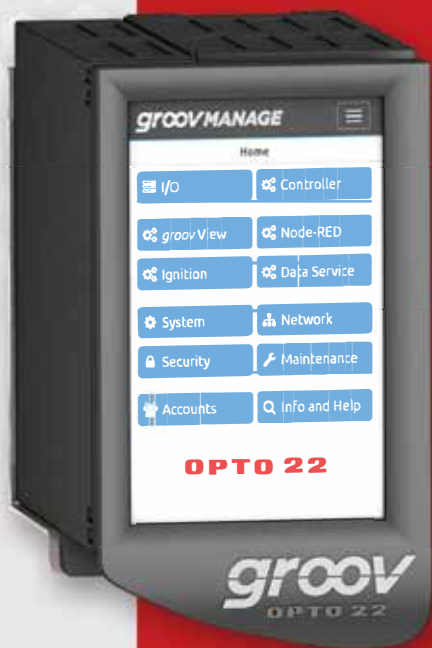 groov MANAGE
Home
I/O
Controller
groov View
Node-RED
Ignition
Data Service
System
Network
Security
Maintenance
Accounts
Info and Help
OPTO 22
groov
OPTO 22